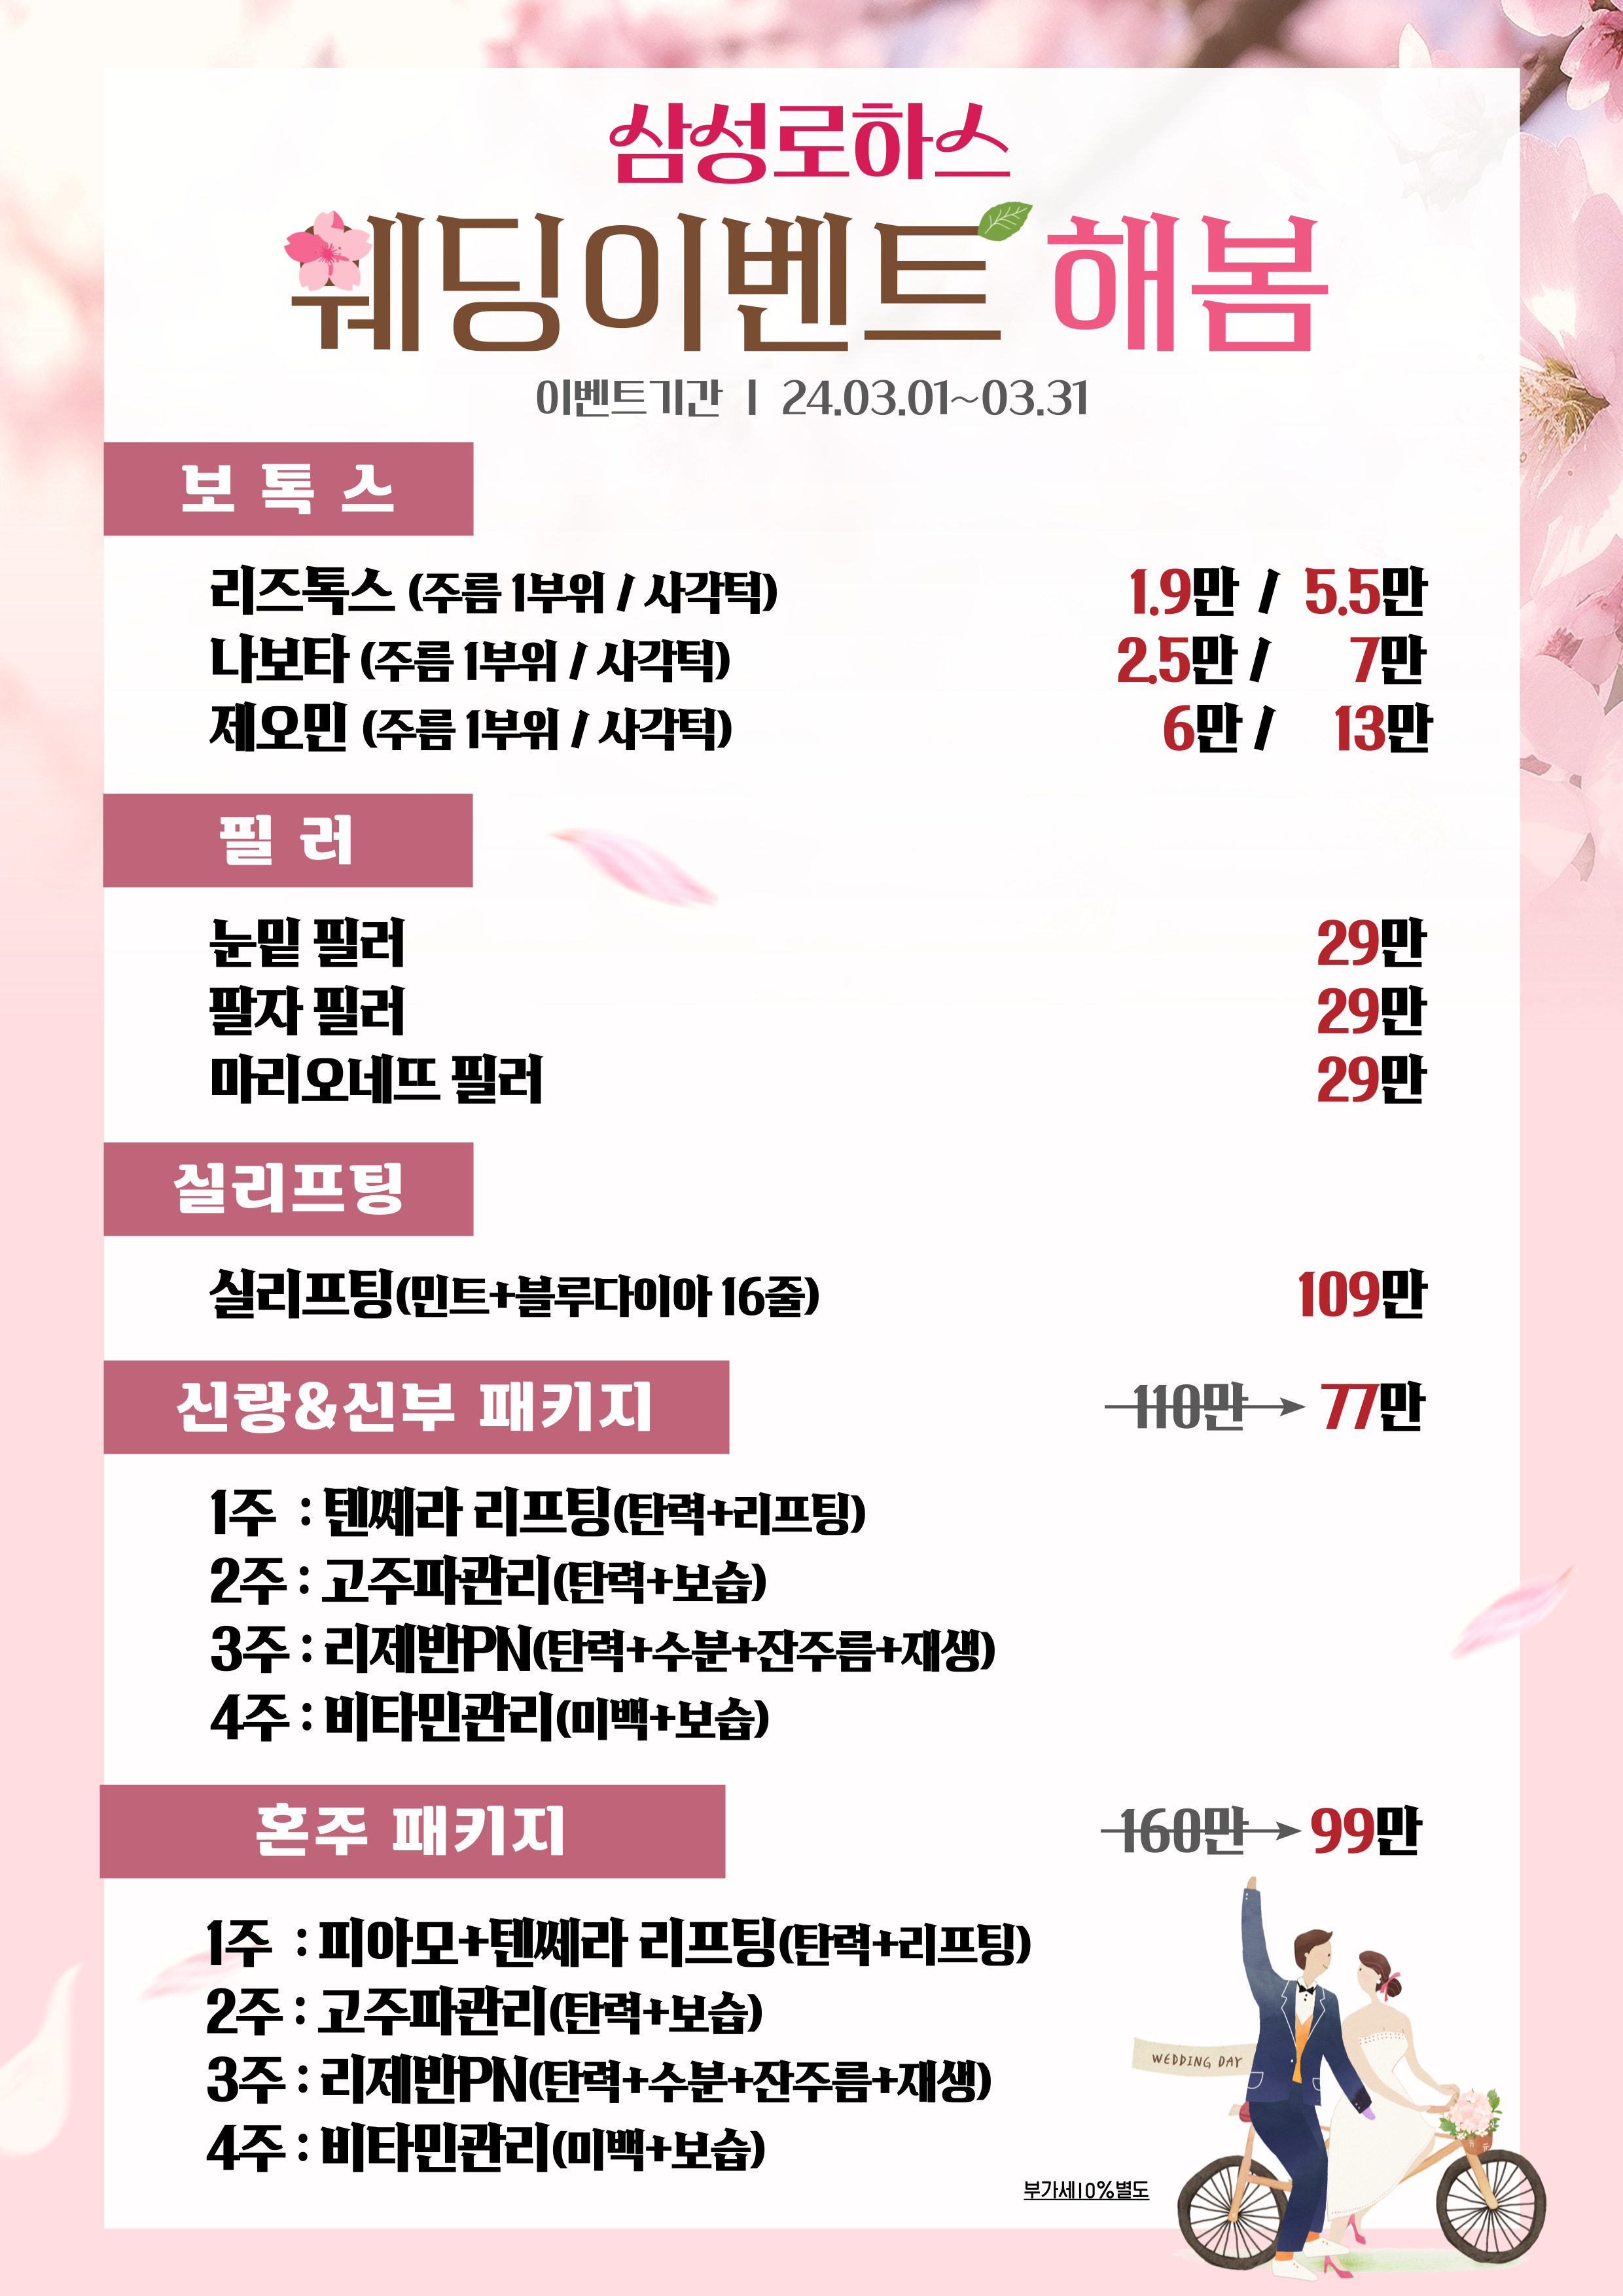 삼성로하스
웨딩이벤트 해봄
이벤트기간 | 24.03.01~03.31
보톡스
리즈톡스 (주름 1부위 / 사각턱) 1.9만 / 5.5만
나보타 (주름 1부위 / 사각턱) 2.5만 / 7만
제오민 (주름 1부위 / 사각턱) 6만 / 13만
필러
눈밑 필러 29만
팔자 필러 29만
마리오네뜨 필러 29만
실리프팅
실리프팅(민트+블루다이아 16줄) 109만
신랑&신부 패키지 110만 → 77만
1주 : 텐쎄라 리프팅(탄력+리프팅)
2주 : 고주파관리(탄력+보습)
3주 : 리제반PN(탄력+수분+잔주름+재생)
4주 : 비타민관리(미백+보습)
혼주 패키지 160만 → 99만
1주 : 피아모+텐쎄라 리프팅(탄력+리프팅)
2주 : 고주파관리(탄력+보습)
3주 : 리제반PN(탄력+수분+잔주름+재생)
4주 : 비타민관리(미백+보습)
WEDDING DAY
부가세10%별도